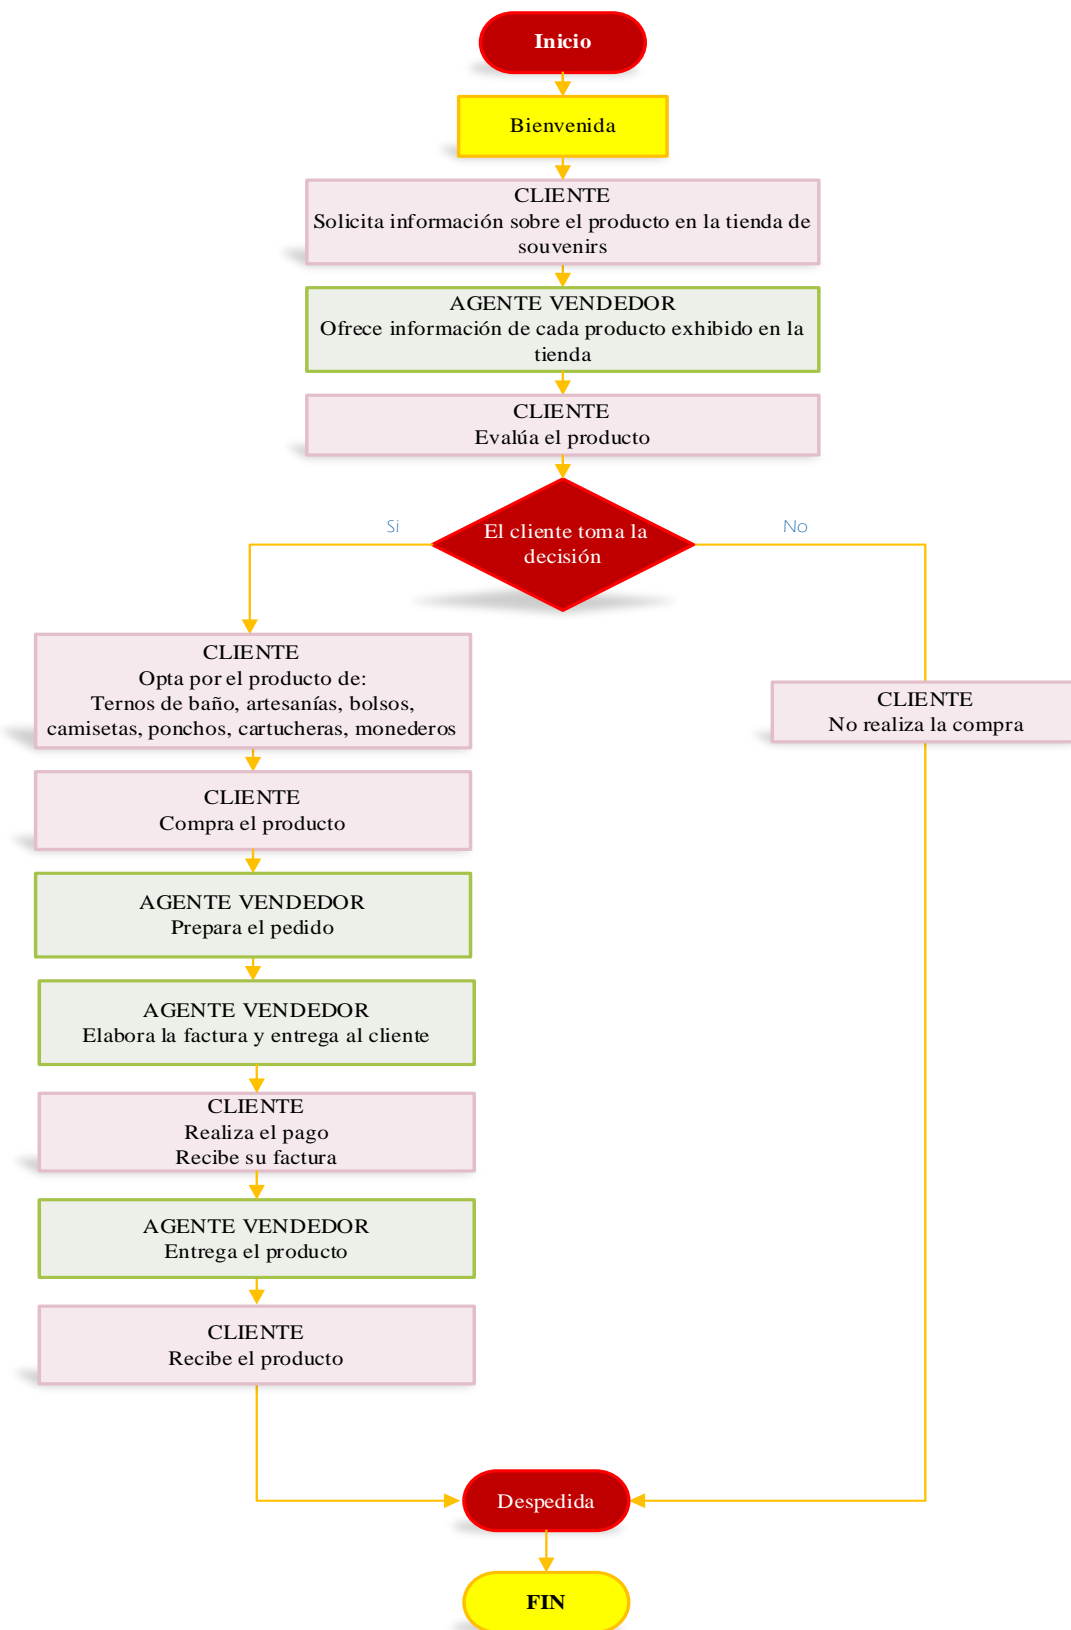 Inicio
Bienvenida
CLIENTE
Solicita información sobre el producto en la tienda de
souvenirs
AGENTE VENDEDOR
Ofrece información de cada producto exhibido en la
tienda
CLIENTE
Evalúa el producto
El cliente toma la
decisión
Si
No
CLIENTE
Opta por el producto de:
Ternos de baño, artesanías, bolsos,
camisetas, ponchos, cartucheras, monederos
CLIENTE
No realiza la compra
CLIENTE
Compra el producto
AGENTE VENDEDOR
Prepara el pedido
AGENTE VENDEDOR
Elabora la factura y entrega al cliente
CLIENTE
Realiza el pago
Recibe su factura
AGENTE VENDEDOR
Entrega el producto
CLIENTE
Recibe el producto
Despedida
FIN